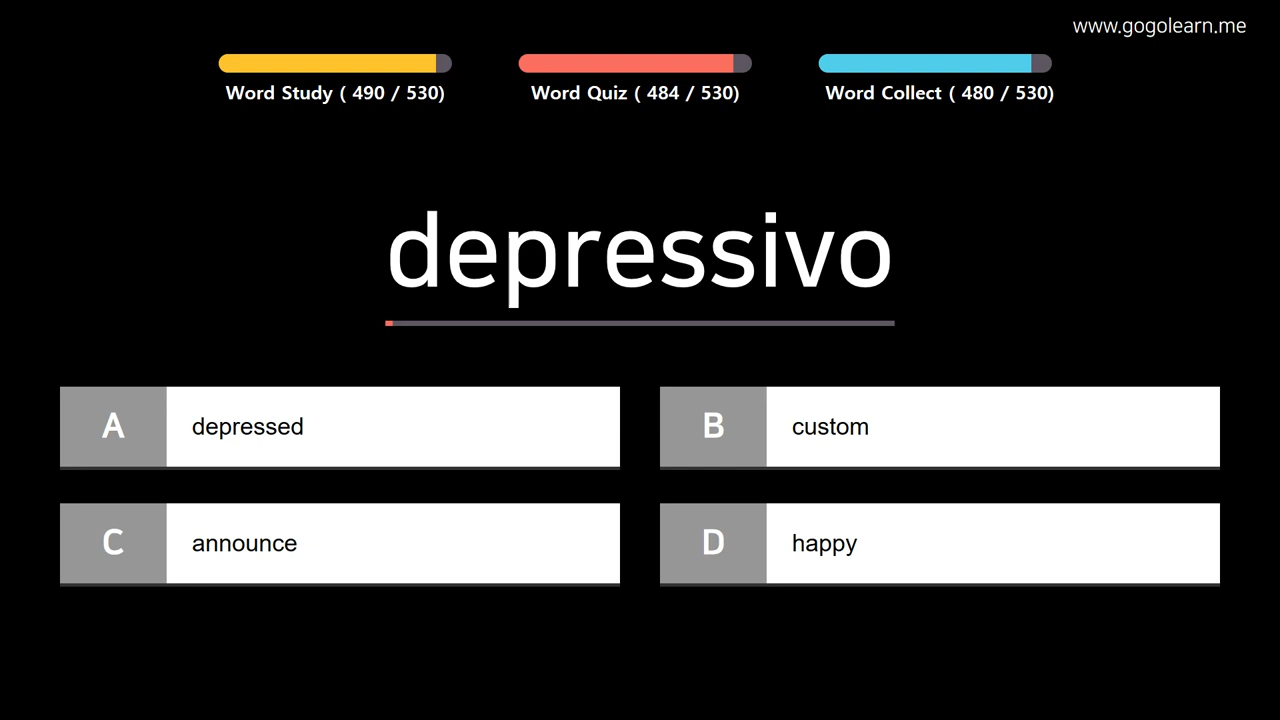 www.gogolearn.me
Word Study ( 490 / 530)
Word Quiz ( 484 / 530)
Word Collect ( 480 / 530)
depressivo
A depressed
B custom
C announce
D happy